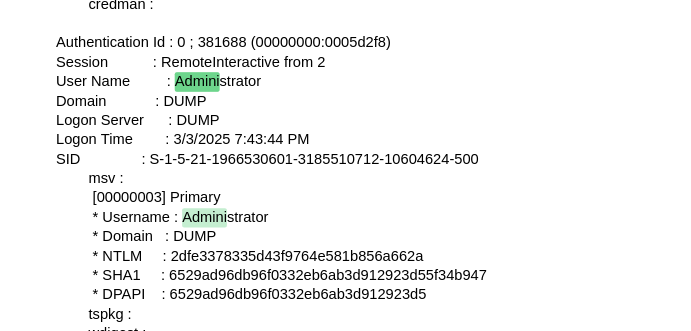 credman :
Authentication Id : 0 ; 381688 (00000000:0005d2f8)
Session : RemoteInteractive from 2
User Name : Administrator
Domain : DUMP
Logon Server : DUMP
Logon Time : 3/3/2025 7:43:44 PM
SID : S-1-5-21-1966530601-3185510712-10604624-500
msv :
[00000003] Primary
* Username : Administrator
* Domain : DUMP
* NTLM : 2dfe3378335d43f9764e581b856a662a
* SHA1 : 6529ad96db96f0332eb6ab3d912923d55f34b947
* DPAPI : 6529ad96db96f0332eb6ab3d912923d5
tspkg :
wdigest :